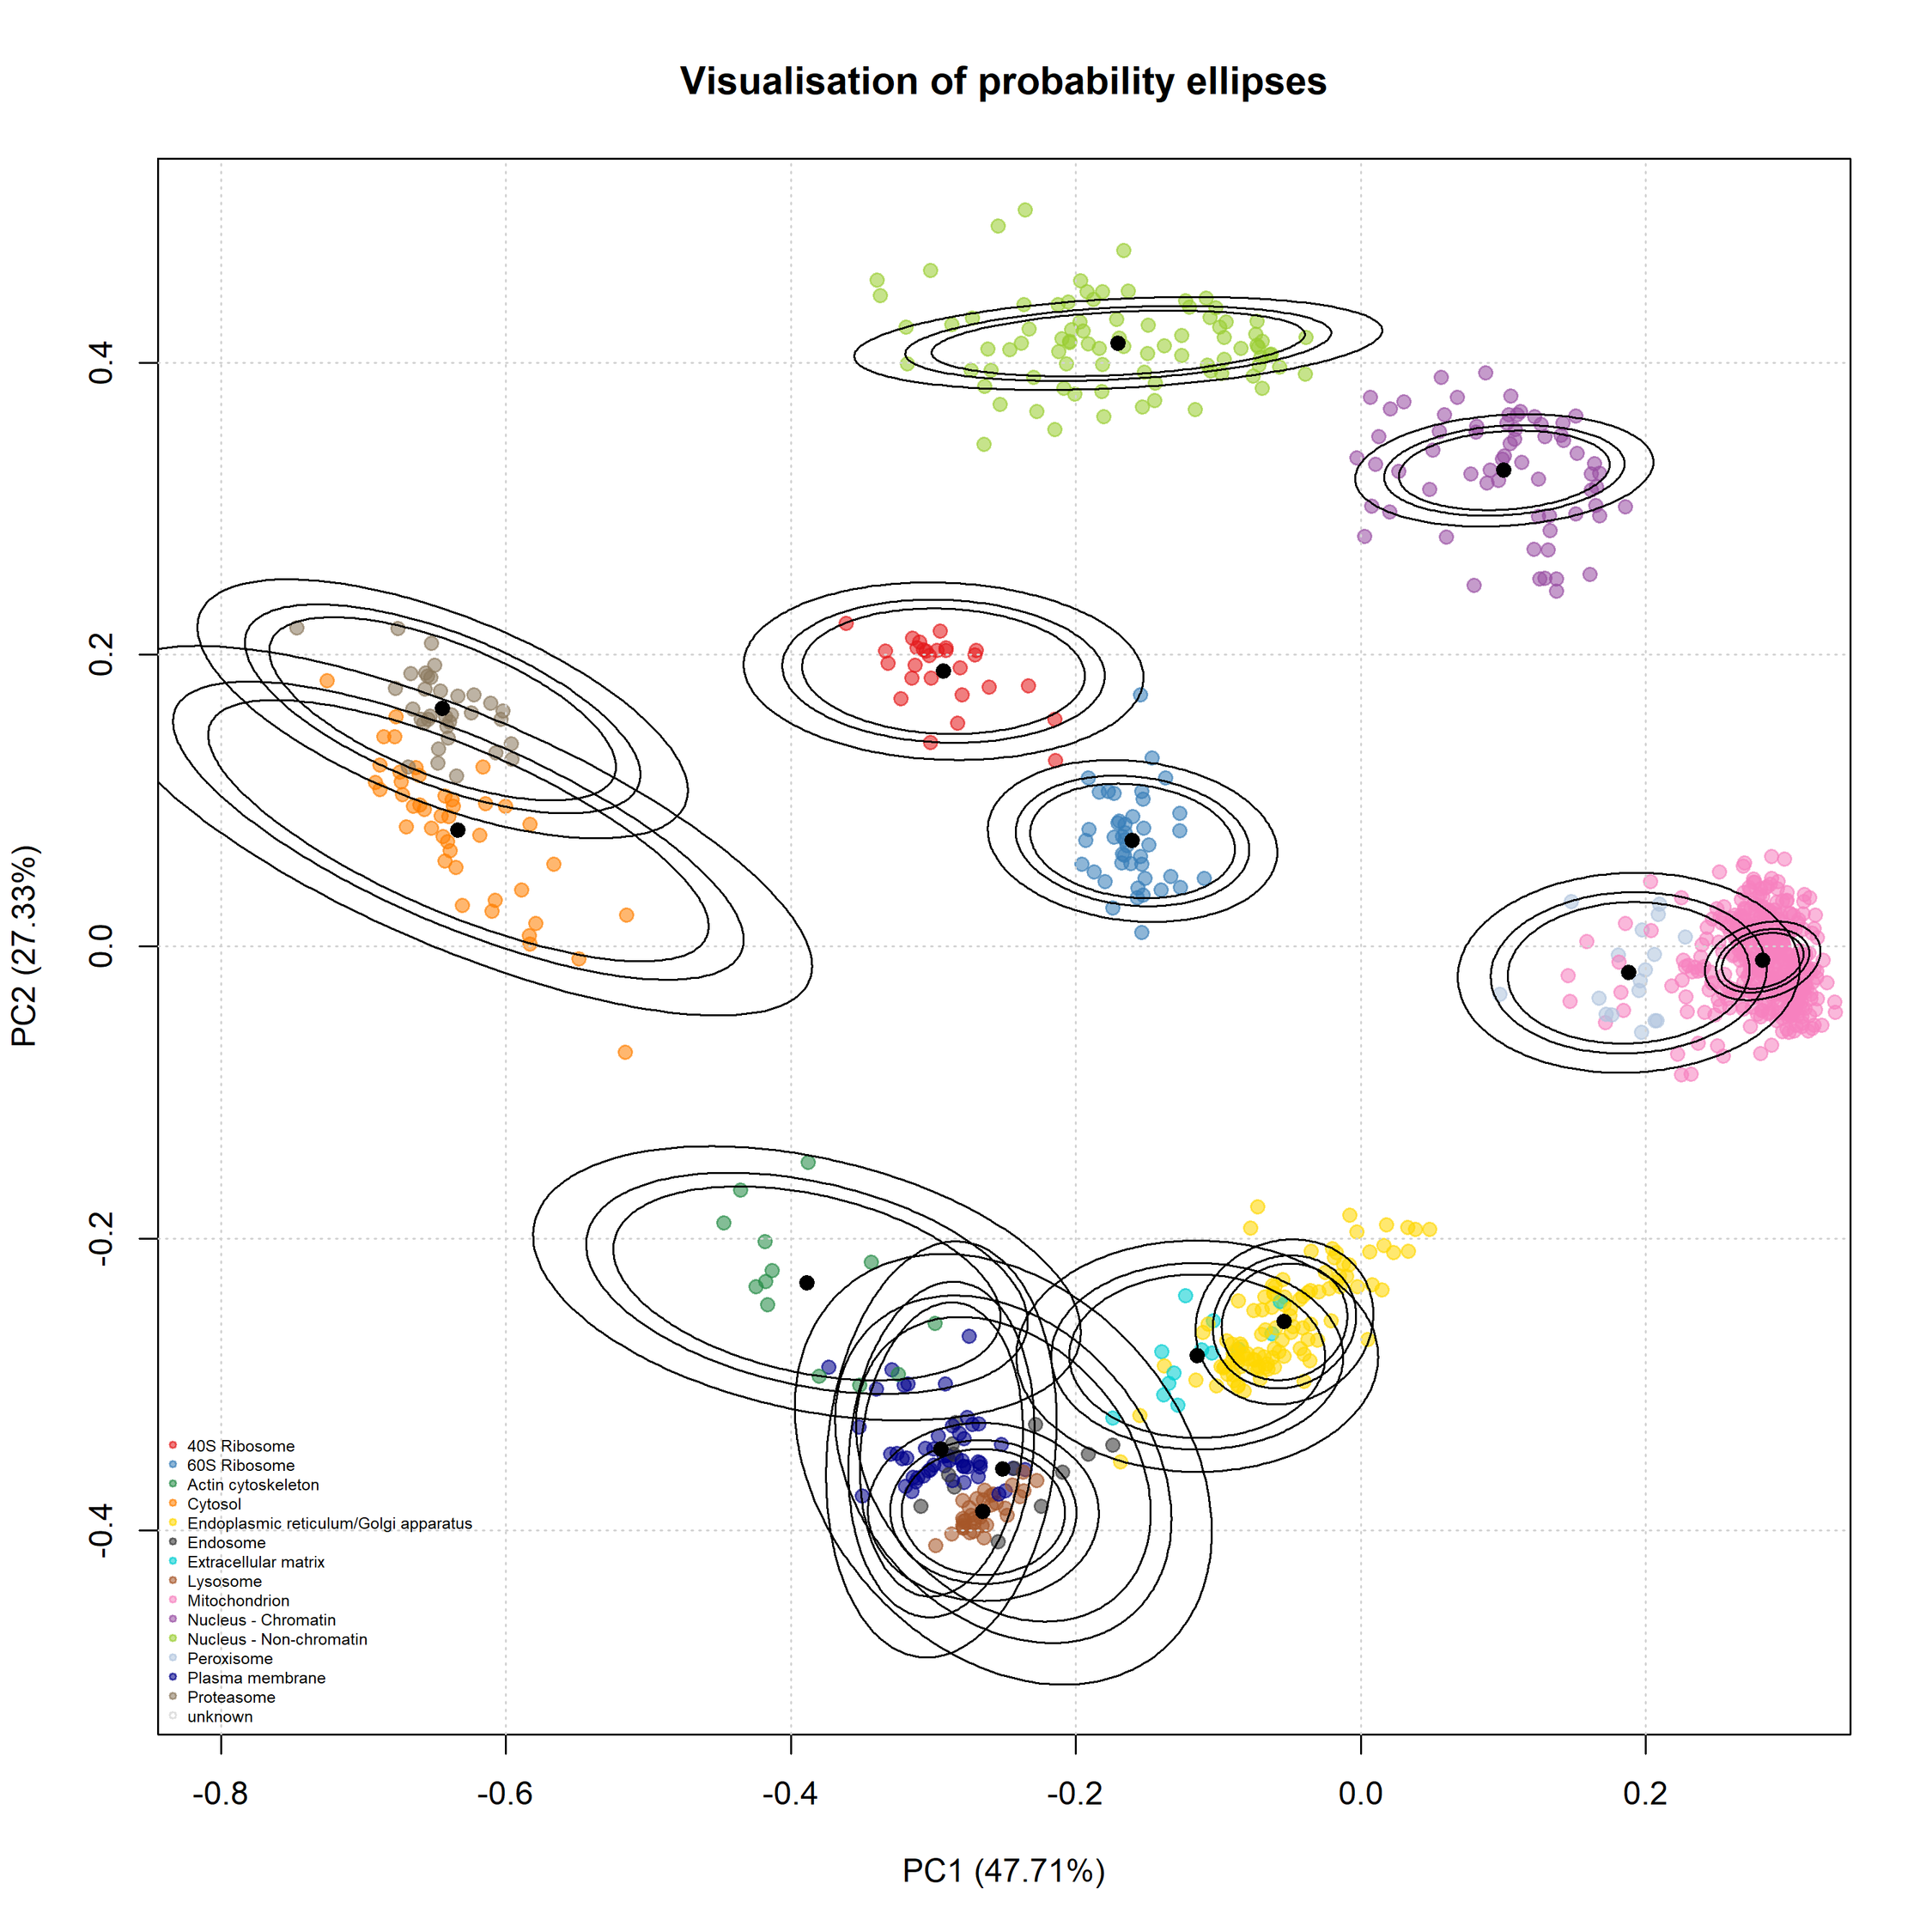 Visualisation of probability ellipses
PC2 (27.33%)
0.4
0.2
0.0
-0.2
-0.4
40S Ribosome
60S Ribosome
Actin cytoskeleton
Cytosol
Endoplasmic reticulum/Golgi apparatus
Endosome
Extracellular matrix
Lysosome
Mitochondrion
Nucleus - Chromatin
Nucleus - Non-chromatin
Peroxisome
Plasma membrane
Proteasome
unknown
-0.8 -0.6 -0.4 -0.2 0.0 0.2
PC1 (47.71%)